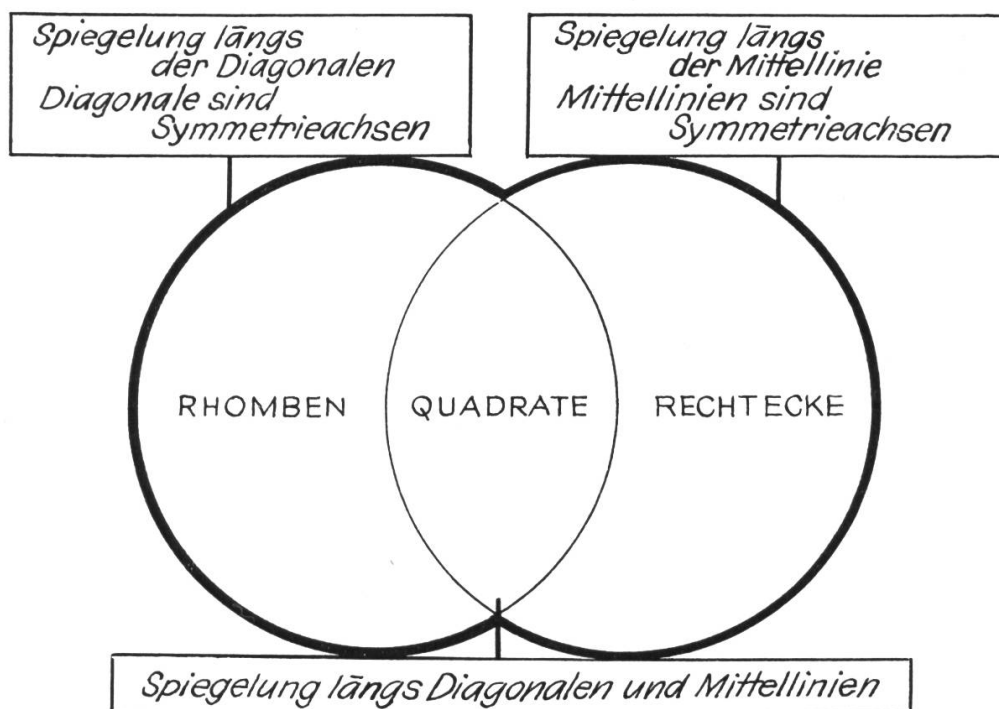 Spiegelung längs
der Diagonalen
Diagonale sind
Symmetrieachsen
Spiegelung längs
der Mittellinie
Mittellinien sind
Symmetrieachsen
RHOMBEN
QUADRATE
RECHTECKE
Spiegelung längs Diagonalen und Mittellinien